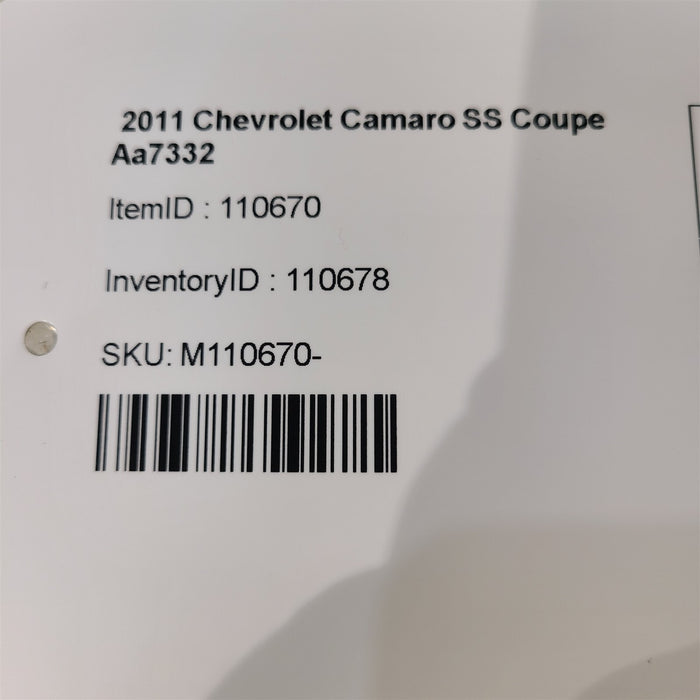 2011 Chevrolet Camaro SS Coupe
Aa7332
ItemID : 110670
InventoryID : 110678
SKU: M110670-